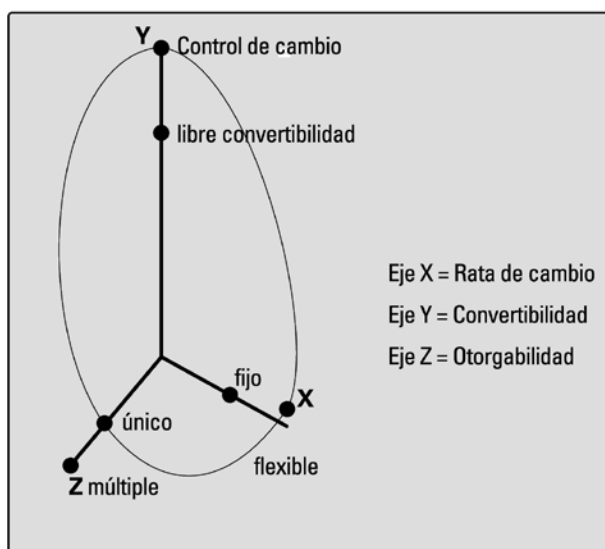 Y
Control de cambio
libre convertibilidad
Eje X = Rata de cambio
Eje Y = Convertibilidad
Eje Z = Otorgabilidad
fijo
X
único
flexible
Z múltiple